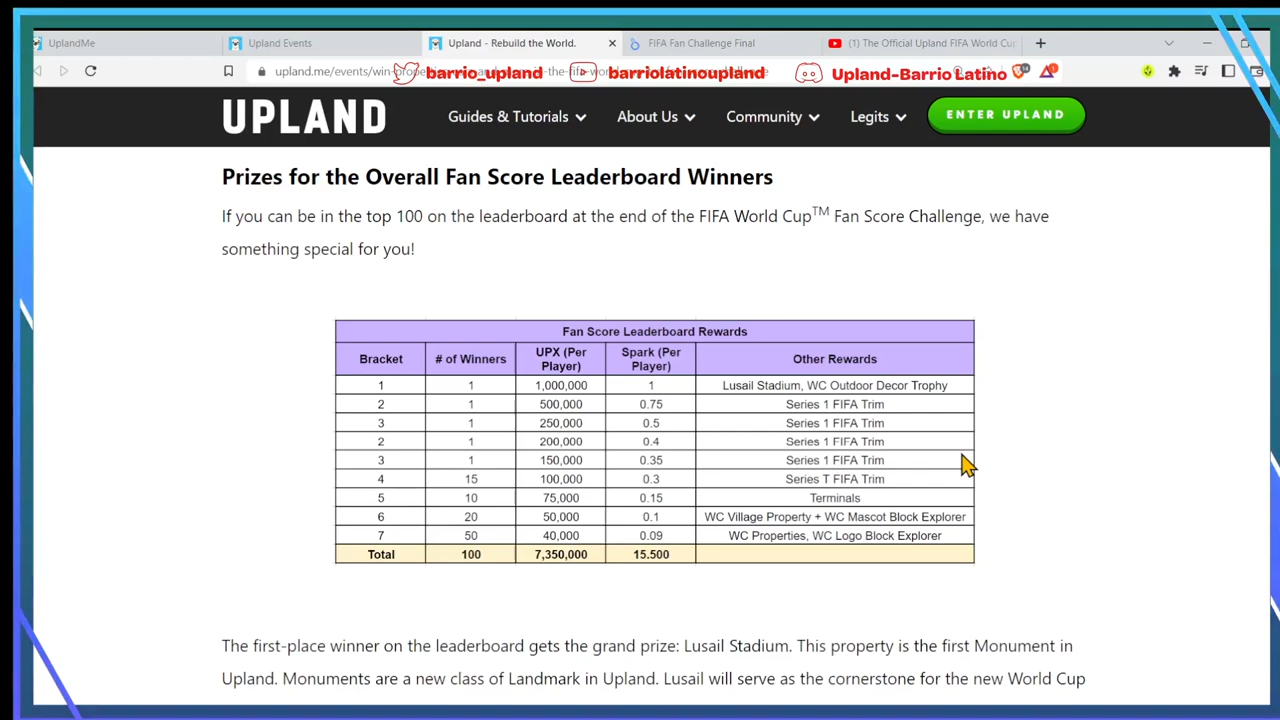 UplandMe
Upland Events
Upland - Rebuild the World.
FIFA Fan Challenge Final
(1) The Official Upland FIFA World Cup
barrio_upland
barriolatinoupland
Upland-Barrio Latino
UPLAND
Guides & Tutorials
About Us
Community
Legits
ENTER UPLAND
Prizes for the Overall Fan Score Leaderboard Winners
If you can be in the top 100 on the leaderboard at the end of the FIFA World Cup™ Fan Score Challenge, we have
something special for you!
Fan Score Leaderboard Rewards
Bracket # of Winners UPX (Per Player) Spark (Per Player) Other Rewards
1 1 1,000,000 1 Lusail Stadium, WC Outdoor Decor Trophy
2 1 500,000 0.75 Series 1 FIFA Trim
3 1 250,000 0.5 Series 1 FIFA Trim
2 1 200,000 0.4 Series 1 FIFA Trim
3 1 150,000 0.35 Series 1 FIFA Trim
4 15 100,000 0.3 Series T FIFA Trim
5 10 75,000 0.15 Terminals
6 20 50,000 0.1 WC Village Property + WC Mascot Block Explorer
7 50 40,000 0.09 WC Properties, WC Logo Block Explorer
Total 100 7,350,000 15.500
The first-place winner on the leaderboard gets the grand prize: Lusail Stadium. This property is the first Monument in
Upland. Monuments are a new class of Landmark in Upland. Lusail will serve as the cornerstone for the new World Cup